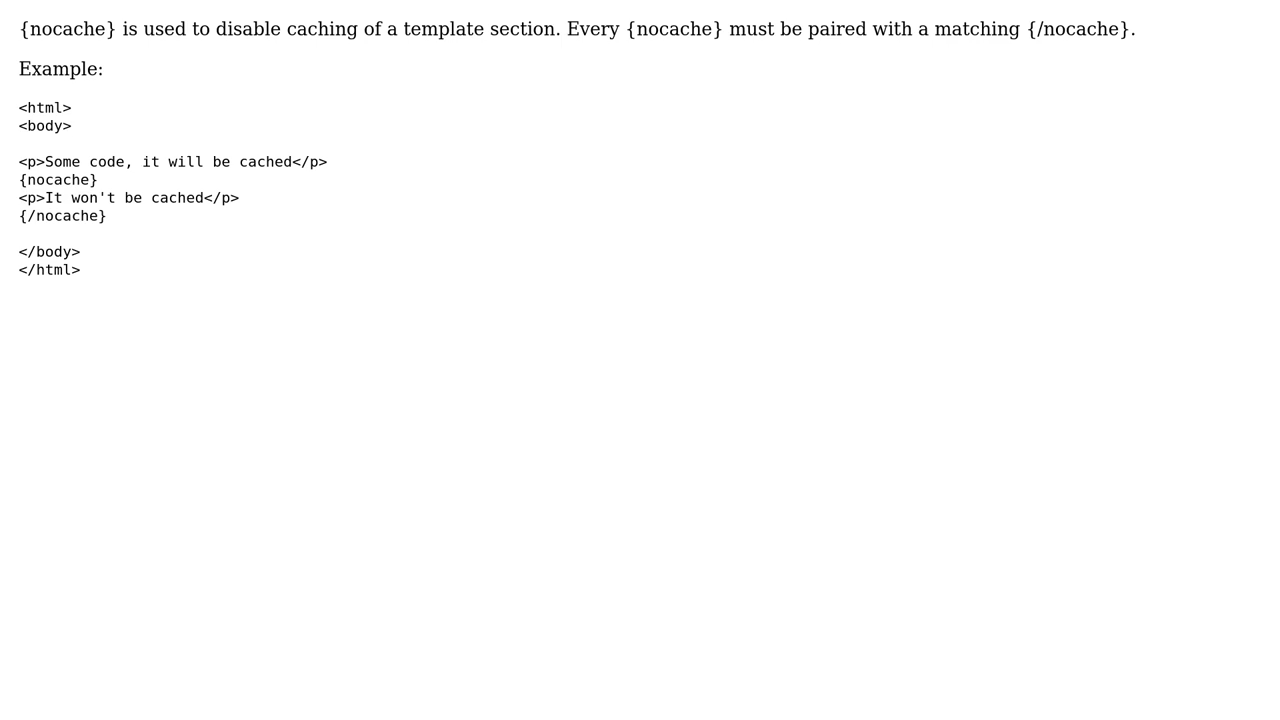 {nocache} is used to disable caching of a template section. Every {nocache} must be paired with a matching {/nocache}.
Example:
<html>
<body>
<p>Some code, it will be cached</p>
{nocache}
<p>It won't be cached</p>
{/nocache}
</body>
</html>